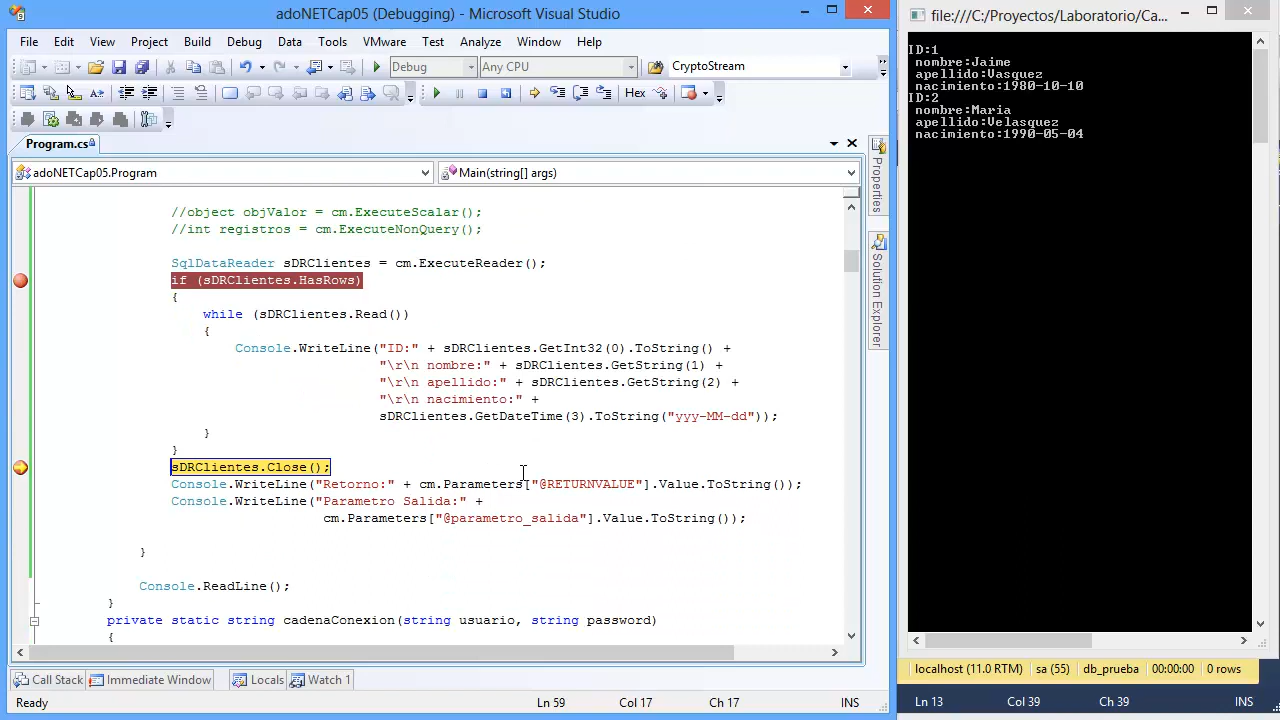 adoNETCap05 (Debugging) - Microsoft Visual Studio
File Edit View Project Build Debug Data Tools VMware Test Analyze Window Help
Debug Any CPU CryptoStream
Hex
Program.cs
adoNETCap05.Program Main(string[] args)
//object objValor = cm.ExecuteScalar();
//int registros = cm.ExecuteNonQuery();
SqlDataReader sDRClientes = cm.ExecuteReader();
if (sDRClientes.HasRows)
{
while (sDRClientes.Read())
{
Console.WriteLine("ID:" + sDRClientes.GetInt32(0).ToString() +
"\r\n nombre:" + sDRClientes.GetString(1) +
"\r\n apellido:" + sDRClientes.GetString(2) +
"\r\n nacimiento:" +
sDRClientes.GetDateTime(3).ToString("yyy-MM-dd"));
}
}
sDRClientes.Close();
Console.WriteLine("Retorno:" + cm.Parameters["@RETURNVALUE"].Value.ToString());
Console.WriteLine("Parametro Salida:" +
cm.Parameters["@parametro_salida"].Value.ToString());
}
Console.ReadLine();
}
private static string cadenaConexion(string usuario, string password)
{
Properties
Solution Explorer
Call Stack Immediate Window Locals Watch 1
Ready Ln 59 Col 17 Ch 17 INS
file:///C:/Proyectos/Laboratorio/Ca...
ID:1
nombre:Jaime
apellido:Vasquez
nacimiento:1980-10-10
ID:2
nombre:Maria
apellido:Velasquez
nacimiento:1990-05-04
localhost (11.0 RTM) sa (55) db_prueba 00:00:00 0 rows
Ln 13 Col 39 Ch 39 INS